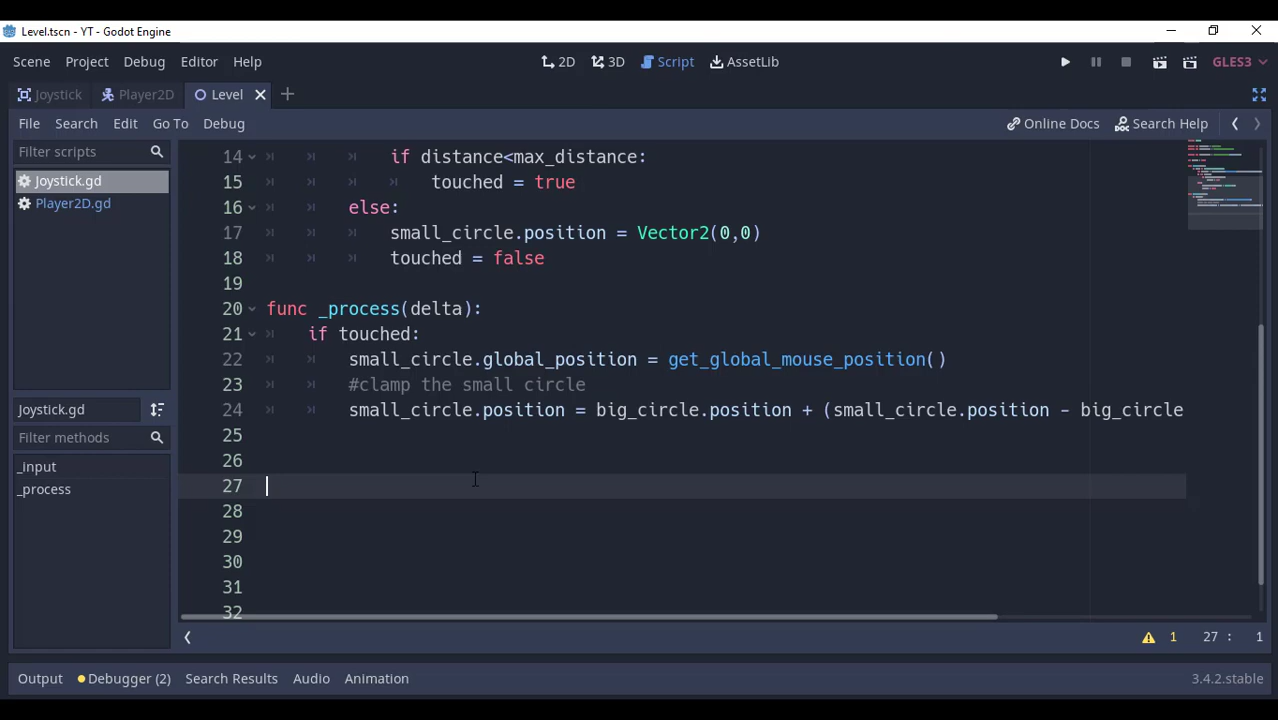 Level.tscn - YT - Godot Engine
Scene Project Debug Editor Help 2D 3D Script AssetLib GLES3
Joystick Player2D Level
File Search Edit Go To Debug Online Docs Search Help
Filter scripts
Joystick.gd
Player2D.gd
Joystick.gd
Filter methods
_input
_process
14 if distance<max_distance:
15 touched = true
16 else:
17 small_circle.position = Vector2(0,0)
18 touched = false
19
20 func _process(delta):
21 if touched:
22 small_circle.global_position = get_global_mouse_position()
23 #clamp the small circle
24 small_circle.position = big_circle.position + (small_circle.position - big_circle
25
26
27
28
29
30
31
32
1 27 : 1
Output Debugger (2) Search Results Audio Animation 3.4.2.stable